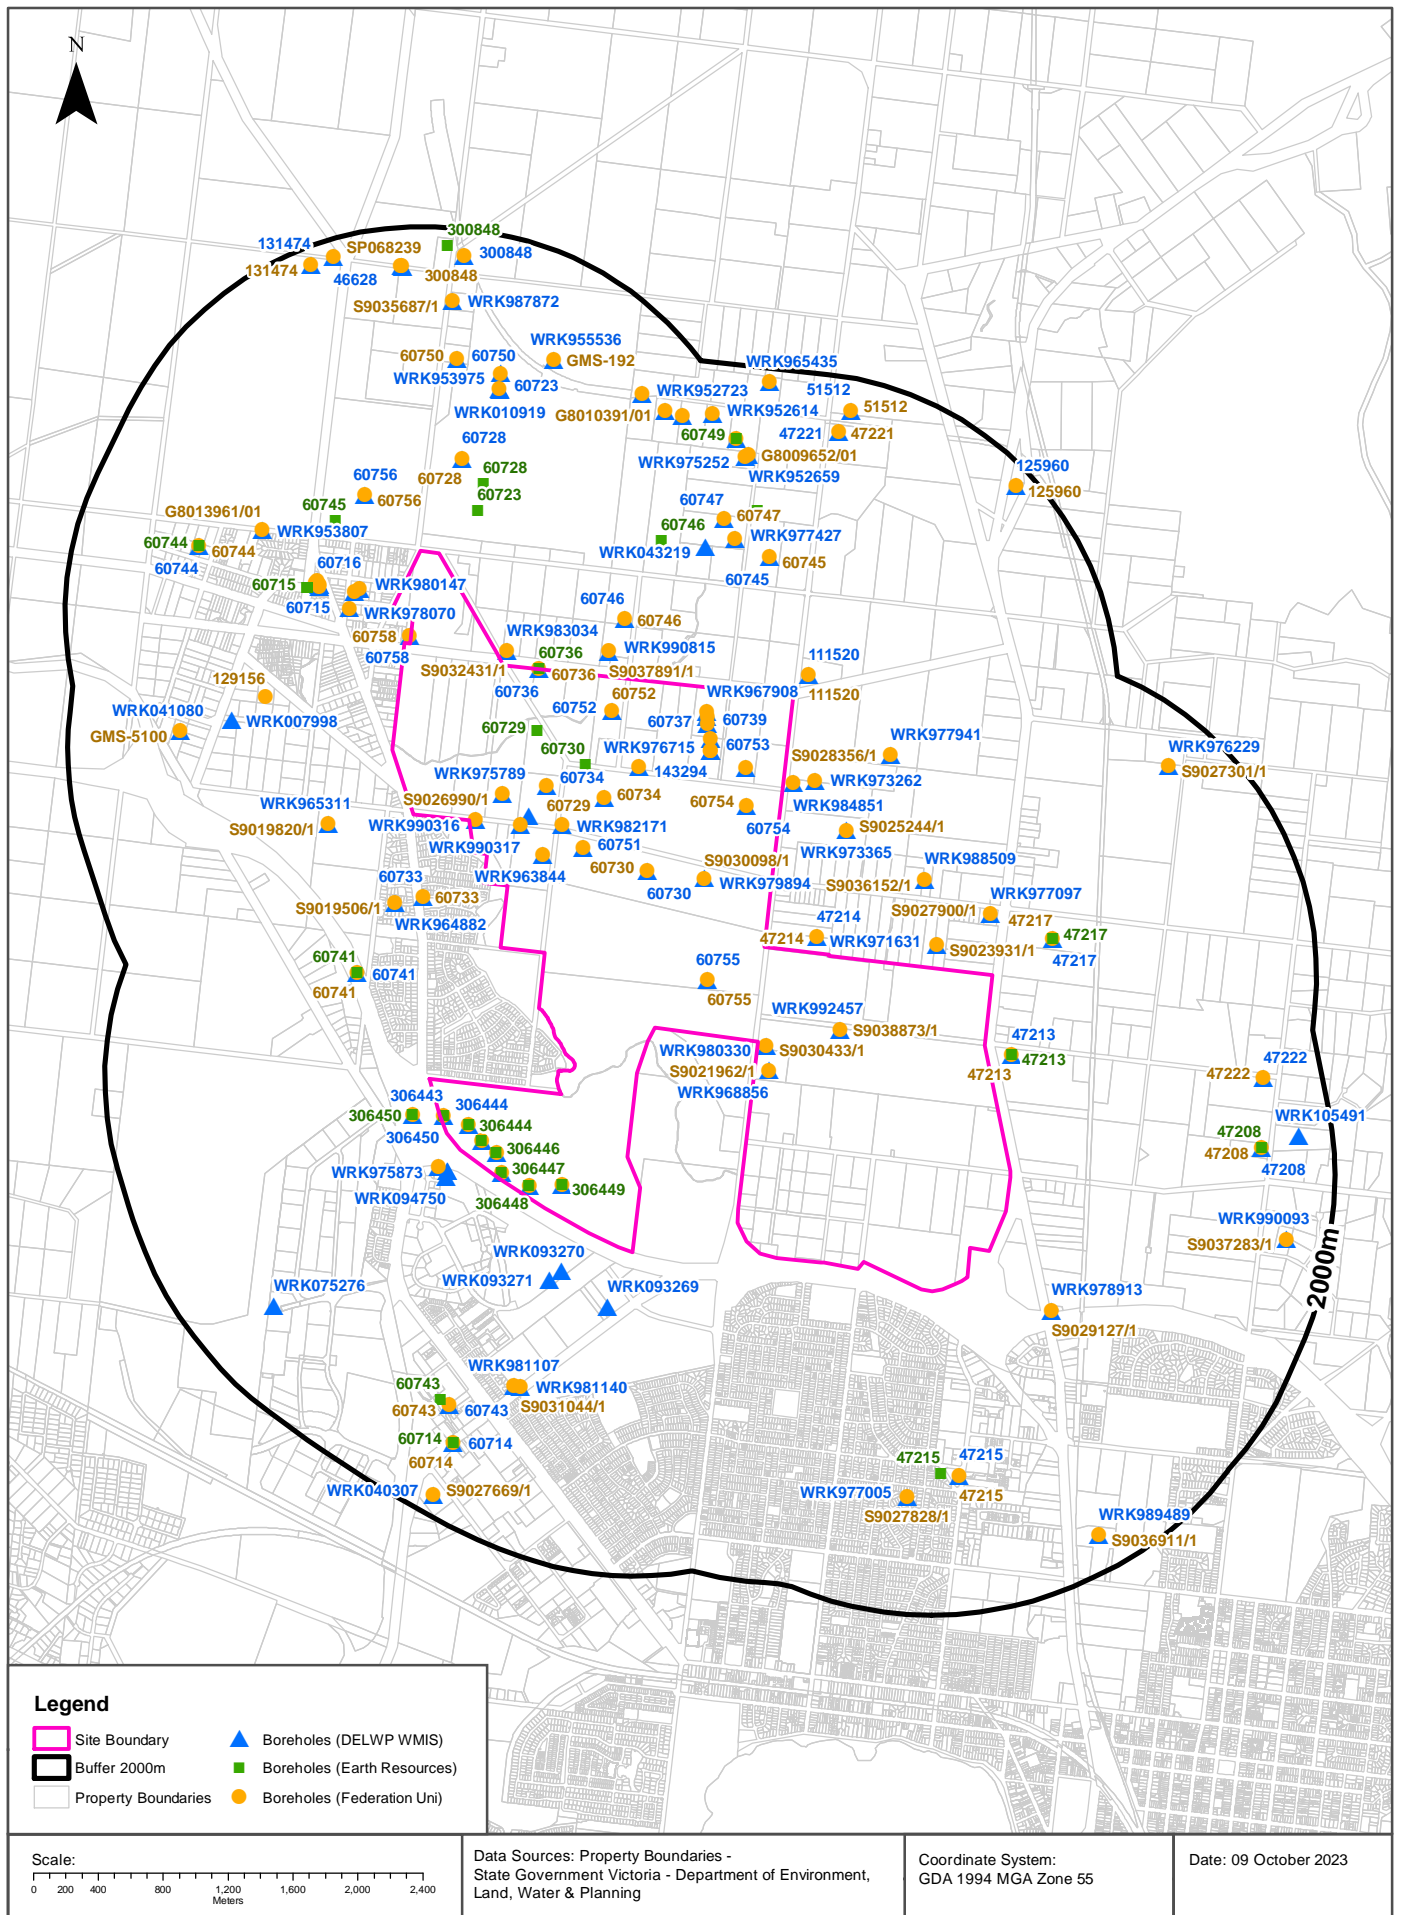 N
300848
131474
SP068239
300848
131474
46628
300848
S9035687/1
WRK987872
WRK955536
60750
60750
GMS-192
WRK965435
WRK953975
60723
WRK952723
51512
51512
WRK010919
G8010391/01
WRK952614
60728
60749
47221
47221
G8009652/01
WRK975252
125960
60728
60728
WRK952659
60756
125960
60723
60756
60747
G8013961/01
60745
60747
60746
WRK953807
WRK977427
60744
60744
WRK043219
60744
60716
60745
60745
60715
WRK980147
60715
WRK978070
60746
60746
60758
WRK983034
60758
60736
WRK990815
111520
S9032431/1
60736
S9037891/1
129156
60736
60752
WRK967908
111520
WRK041080
60752
60737
60739
WRK007998
60729
WRK977941
GMS-5100
60730
WRK976715
60753
S9028356/1
WRK976229
143294
S9027301/1
WRK975789
60734
WRK973262
S9026990/1
60729
60734
60754
WRK965311
WRK984851
S9019820/1
WRK990316
WRK982171
60754
S9025244/1
WRK990317
60751
WRK973365
S9030098/1
WRK988509
60733
WRK963844
60730
WRK979894
S9036152/1
60730
WRK977097
S9019506/1
60733
S9027900/1
47214
47217
WRK964882
47214
WRK971631
47217
S9023931/1
60741
60755
47217
60741
60741
60755
WRK992457
S9038873/1
47213
WRK980330
S9030433/1
47213
47222
S9021962/1
47213
47222
306443
WRK968856
306450
306444
WRK105491
306444
306450
47208
306446
47208
WRK975873
306447
47208
306449
WRK094750
306448
WRK990093
WRK093270
S9037283/1
WRK093271
2000m
WRK075276
WRK093269
WRK978913
S9029127/1
WRK981107
60743
WRK981140
60743
60743
S9031044/1
60714
60714
60714
47215
47215
WRK040307
S9027669/1
WRK977005
47215
S9027828/1
WRK989489
S9036911/1
Legend
Site Boundary
Boreholes (DELWP WMIS)
Buffer 2000m
Boreholes (Earth Resources)
Property Boundaries
Boreholes (Federation Uni)
Scale:
0 200 400 800 1,200 1,600 2,000 2,400
Meters
Data Sources: Property Boundaries -
State Government Victoria - Department of Environment,
Land, Water & Planning
Coordinate System:
GDA 1994 MGA Zone 55
Date: 09 October 2023